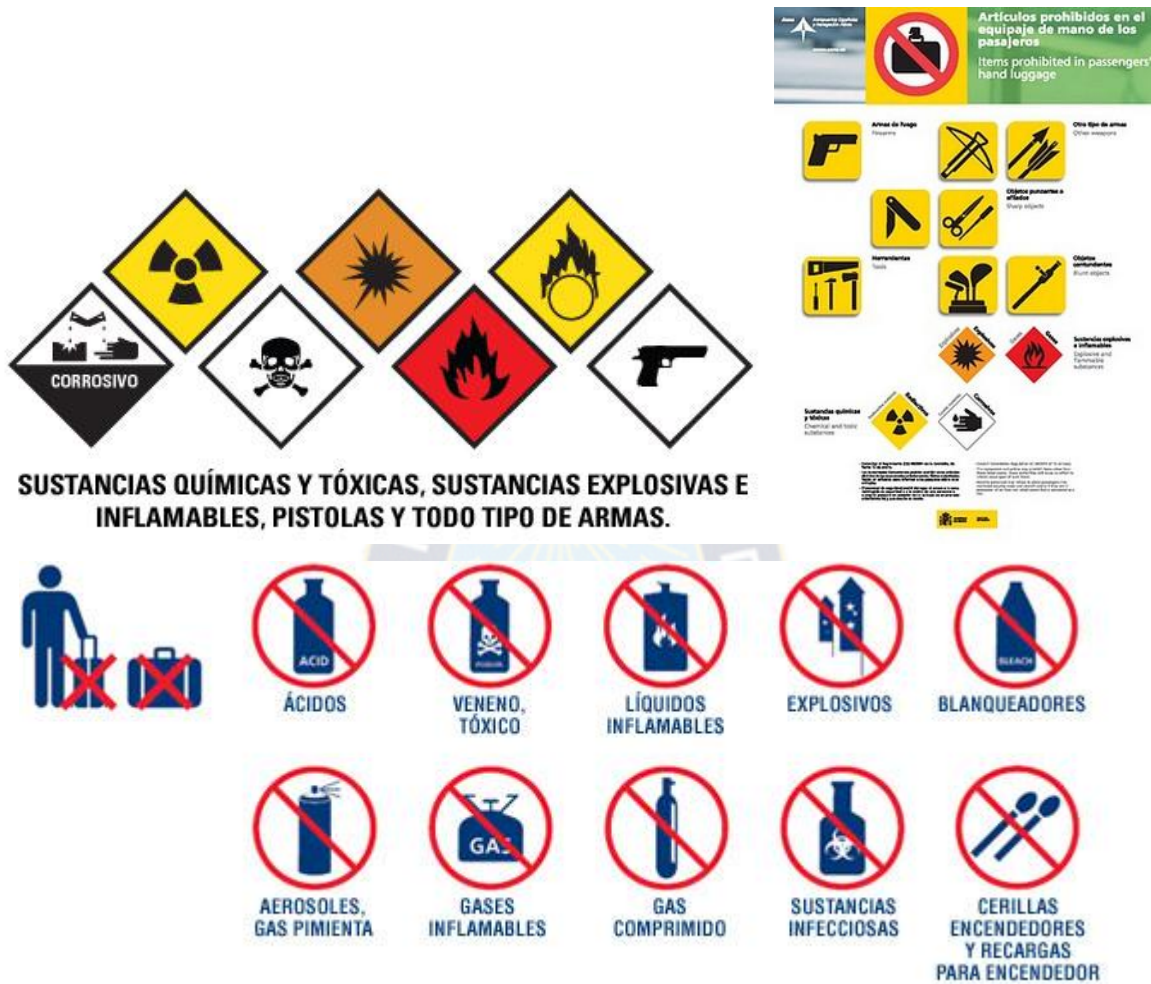 Artículos prohibidos en el
equipaje de mano de los
pasajeros
Items prohibited in passengers'
hand luggage
Armas de fuego
Firearms
Otro tipo de armas
Other weapons
Objetos punzantes o
afilados
Sharp objects
Herramientas
Tools
Objetos
contundentes
Blunt objects
Sustancias explosivas
e inflamables
Explosive and
flammable
substances
Sustancias químicas
y tóxicas
Chemical and toxic
substances
CORROSIVO
SUSTANCIAS QUÍMICAS Y TÓXICAS, SUSTANCIAS EXPLOSIVAS E
INFLAMABLES, PISTOLAS Y TODO TIPO DE ARMAS.
ACID
BLEACH
ÁCIDOS
VENENO,
TÓXICO
LÍQUIDOS
INFLAMABLES
EXPLOSIVOS
BLANQUEADORES
GAS
AEROSOLES,
GAS PIMIENTA
GASES
INFLAMABLES
GAS
COMPRIMIDO
SUSTANCIAS
INFECCIOSAS
CERILLAS
ENCENDEDORES
Y RECARGAS
PARA ENCENDEDOR